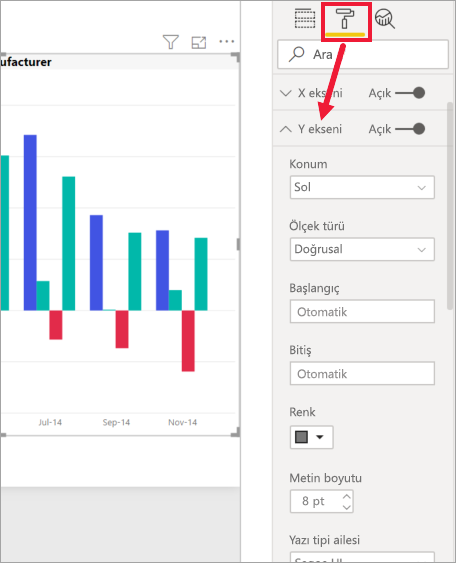 ufacturer
Jul-14
Sep-14
Nov-14
Ara
X ekseni Açık
Y ekseni Açık
Konum
Sol
Ölçek türü
Doğrusal
Başlangıç
Otomatik
Bitiş
Otomatik
Renk
Metin boyutu
8 pt
Yazı tipi ailesi